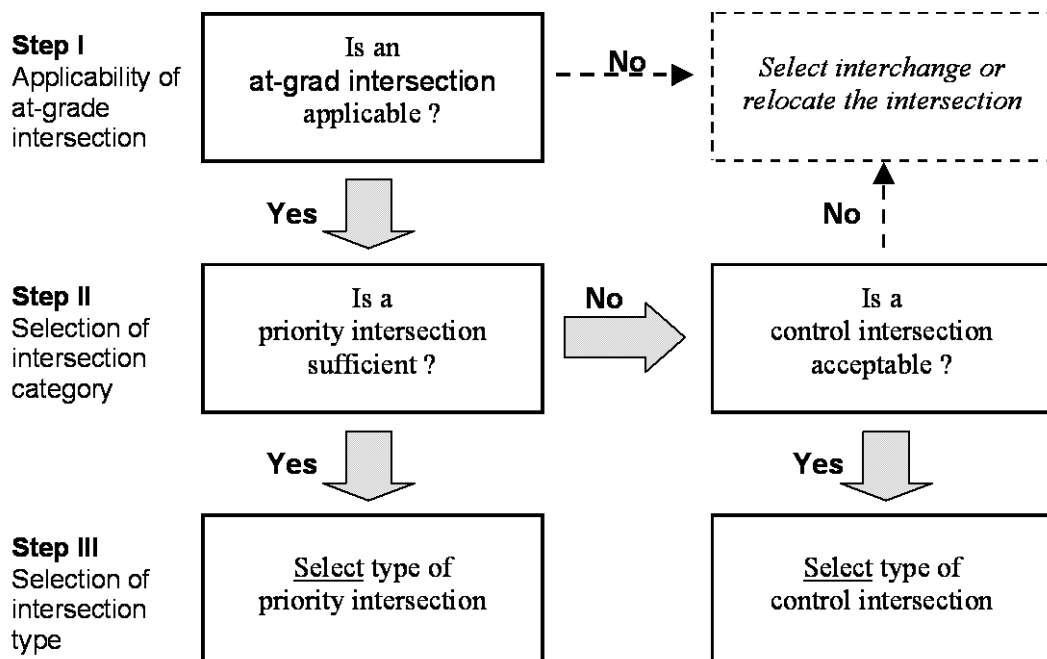 Step I
Applicability of
at-grade
intersection
Is an
at-grad intersection
applicable ?
No
Select interchange or
relocate the intersection
Yes
No
Step II
Selection of
intersection
category
Is a
priority intersection
sufficient ?
No
Is a
control intersection
acceptable ?
Yes
Yes
Step III
Selection of
intersection
type
Select type of
priority intersection
Select type of
control intersection